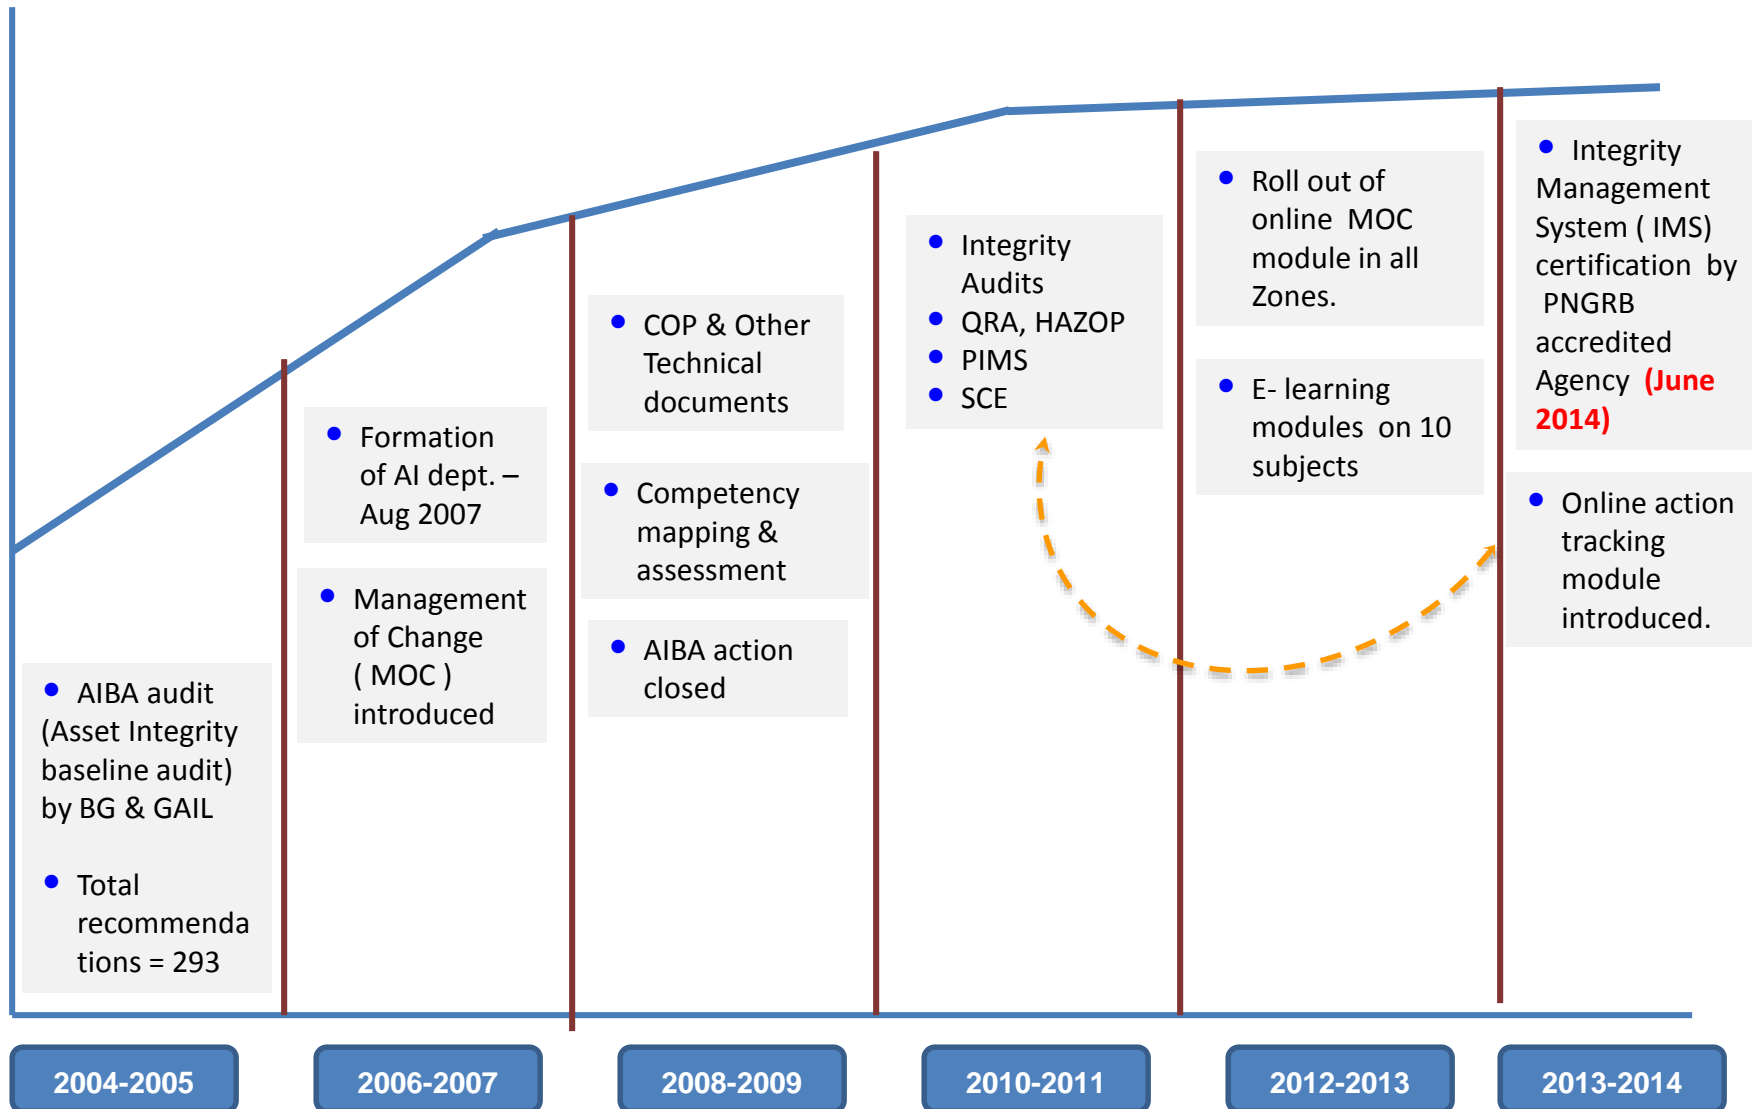 ● AIBA audit
(Asset Integrity
baseline audit)
by BG & GAIL
● Total
recommenda
tions = 293
● Formation
of AI dept. –
Aug 2007
● Management
of Change
( MOC )
introduced
● COP & Other
Technical
documents
● Competency
mapping &
assessment
● AIBA action
closed
● Integrity
Audits
● QRA, HAZOP
● PIMS
● SCE
● Roll out of
online MOC
module in all
Zones.
● E- learning
modules on 10
subjects
● Integrity
Management
System ( IMS)
certification by
PNGRB
accredited
Agency (June
2014)
● Online action
tracking
module
introduced.
2004-2005
2006-2007
2008-2009
2010-2011
2012-2013
2013-2014